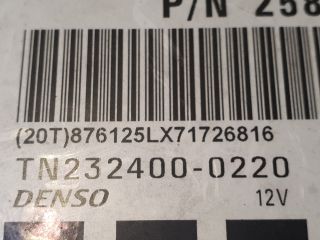 P/N 258
(20T)876125LX71726816
TN232400-0220
DENSO 12V